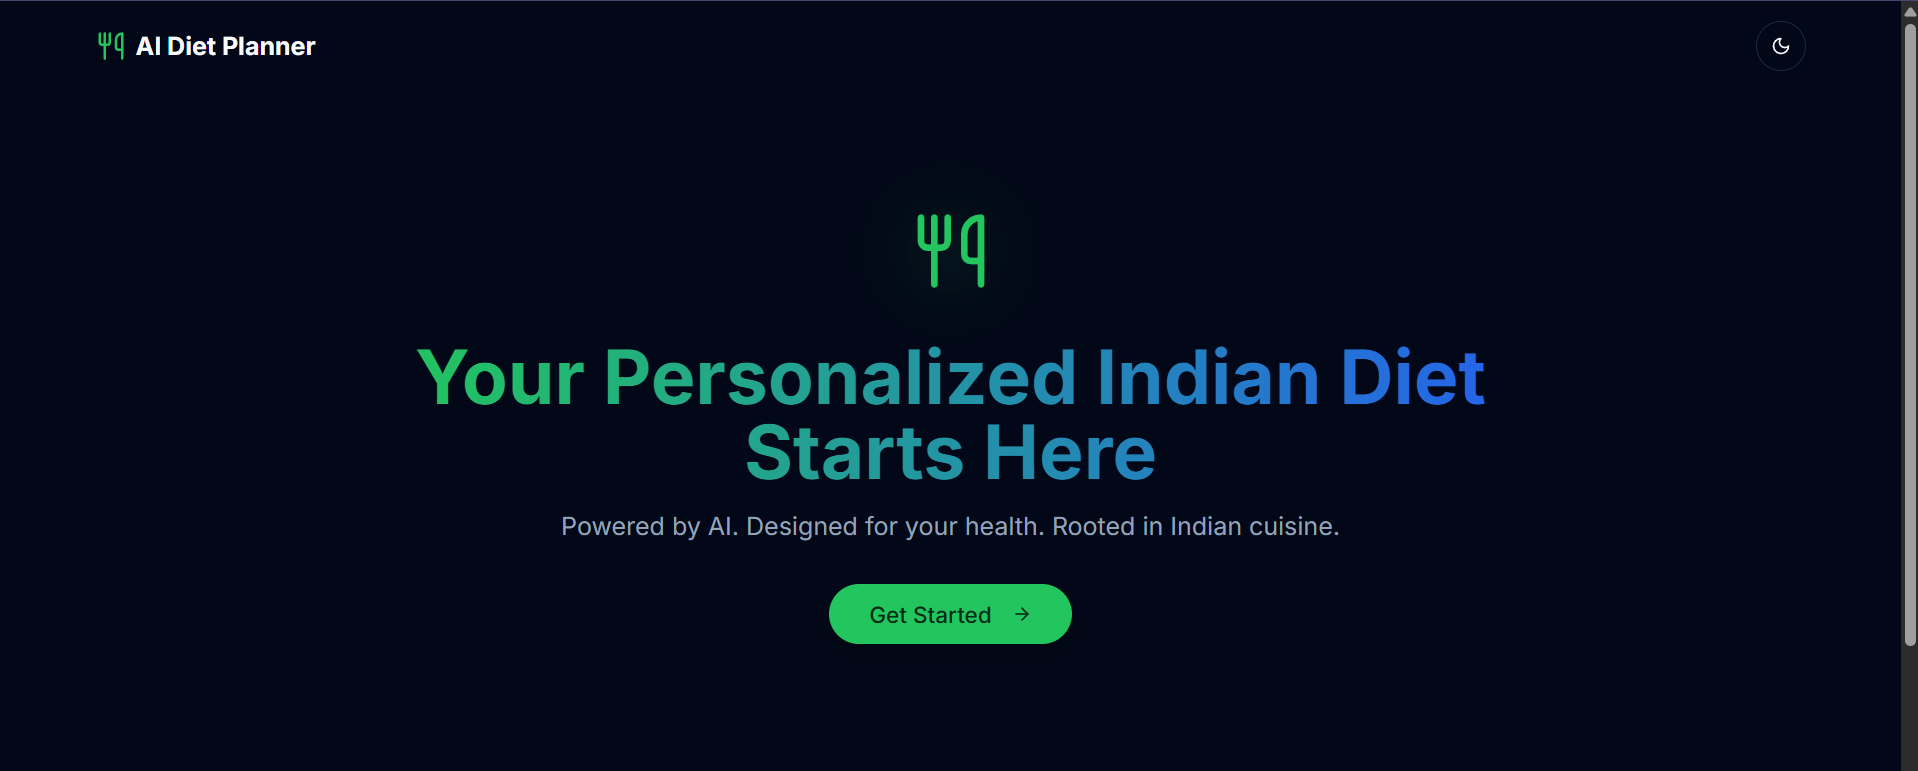 AI Diet Planner
Your Personalized Indian Diet
Starts Here
Powered by AI. Designed for your health. Rooted in Indian cuisine.
Get Started →